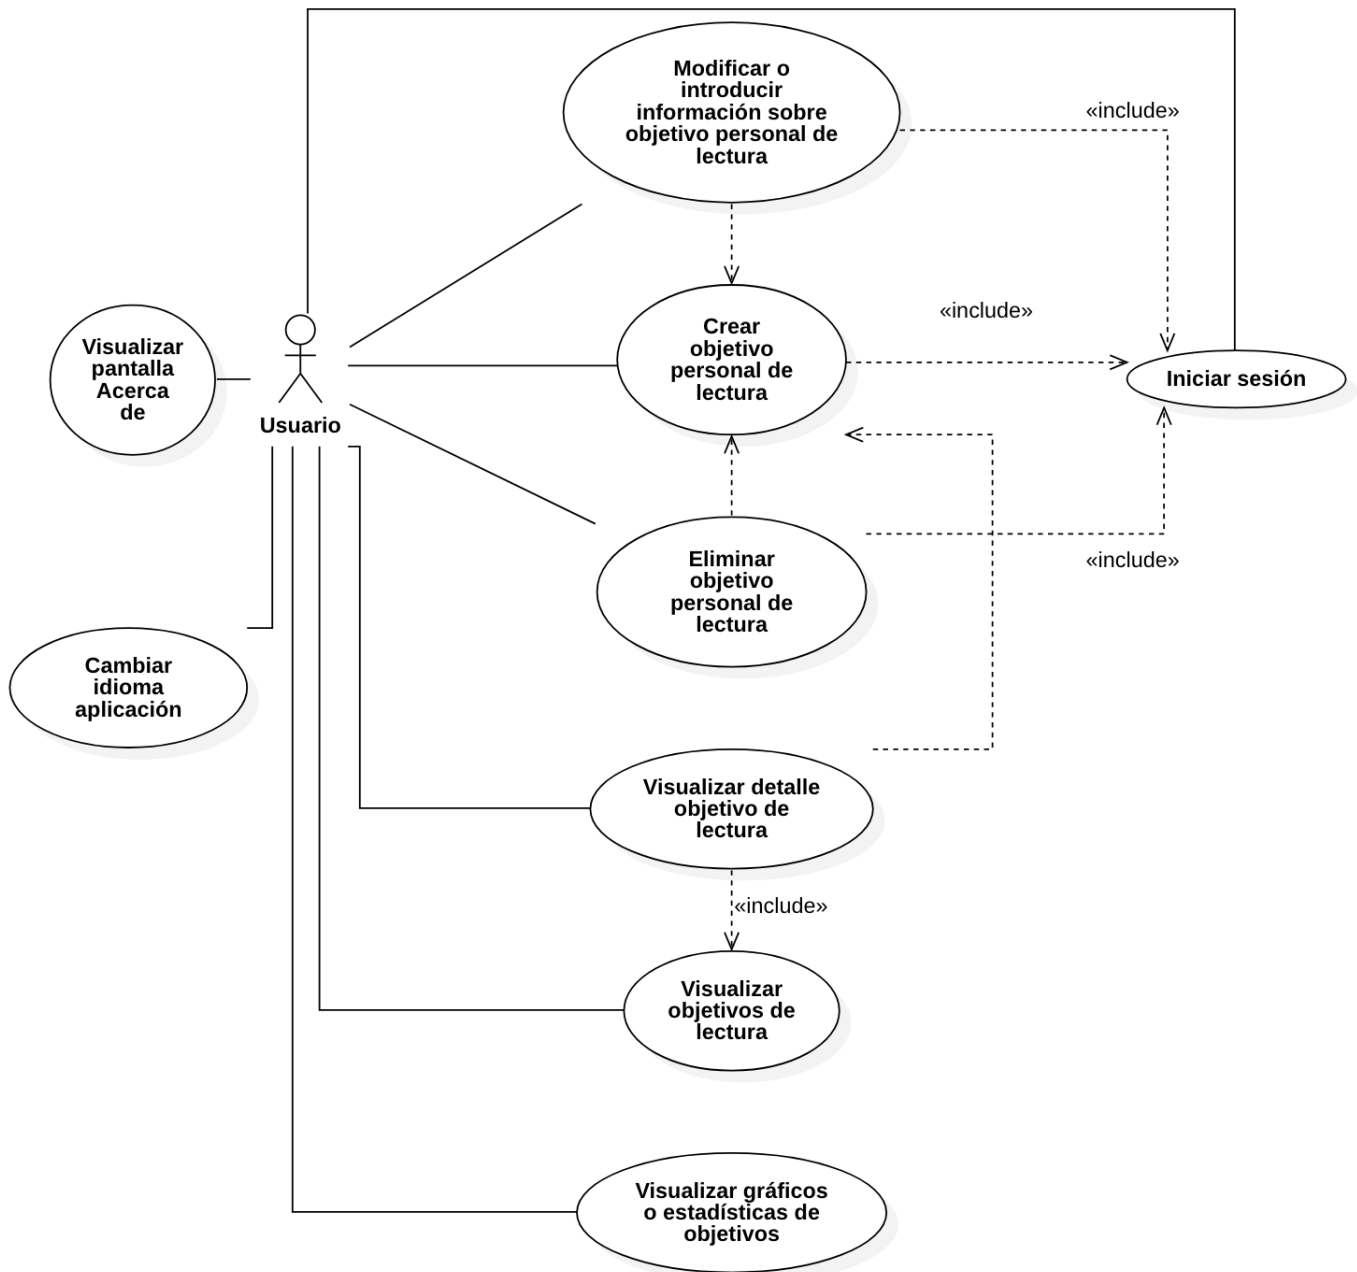 Modificar o
introducir
información sobre
objetivo personal de
lectura
«include»
«include»
Crear
objetivo
personal de
lectura
Iniciar sesión
Visualizar
pantalla
Acerca
de
Usuario
Eliminar
objetivo
personal de
lectura
«include»
Cambiar
idioma
aplicación
Visualizar detalle
objetivo de
lectura
«include»
Visualizar
objetivos de
lectura
Visualizar gráficos
o estadísticas de
objetivos